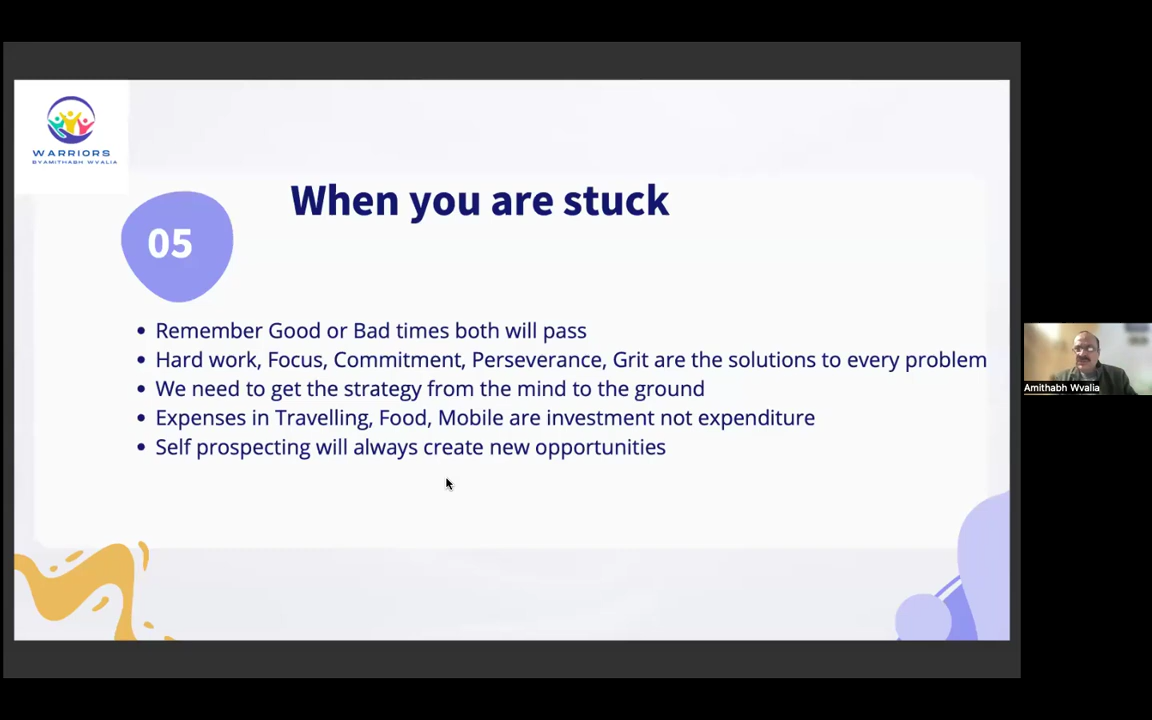 WARRIORS
BYAMITHABH WVALIA
When you are stuck
05
• Remember Good or Bad times both will pass
• Hard work, Focus, Commitment, Perseverance, Grit are the solutions to every problem
• We need to get the strategy from the mind to the ground
• Expenses in Travelling, Food, Mobile are investment not expenditure
• Self prospecting will always create new opportunities
Amithabh Wvalia